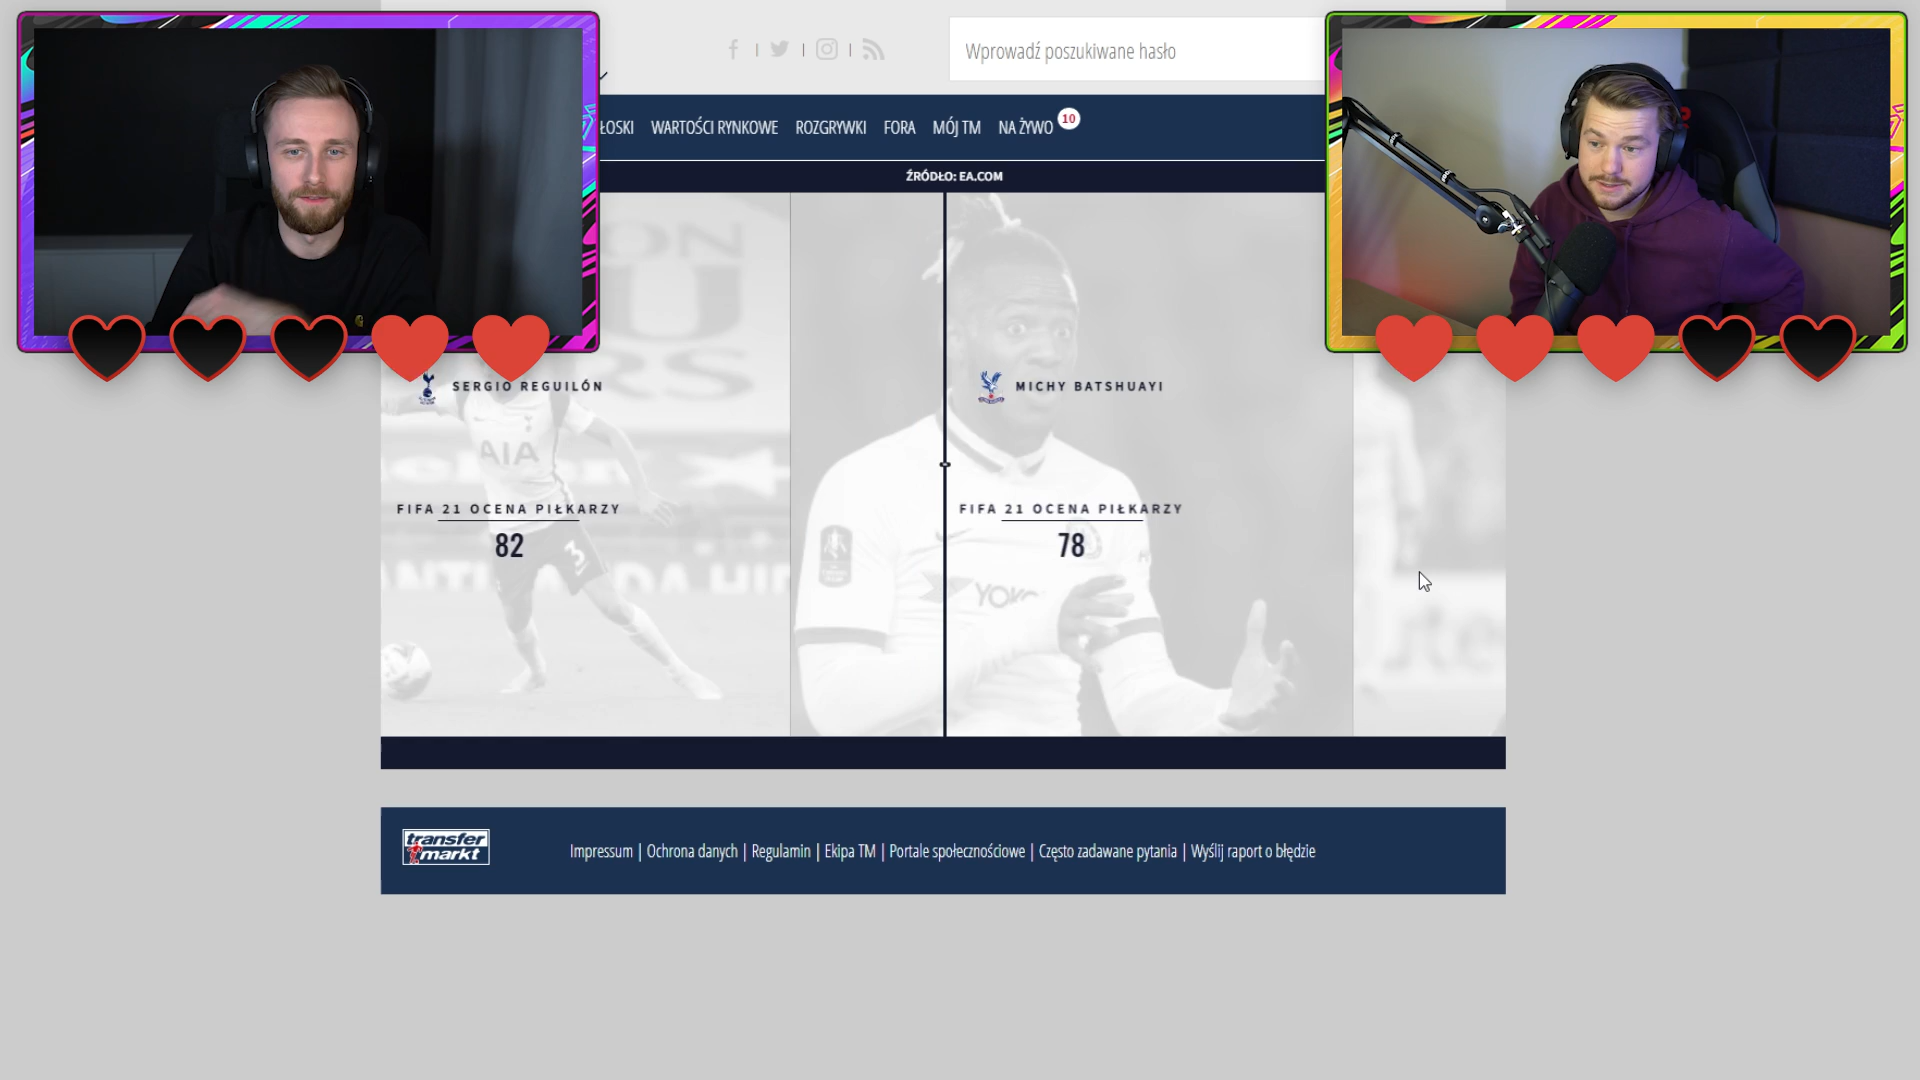 Wprowadź poszukiwane hasło
ŁOSKI WARTOŚCI RYNKOWE ROZGRYWKI FORA MÓJ TM NA ŻYWO 10
ŹRÓDŁO: EA.COM
SERGIO REGUILÓN
MICHY BATSHUAYI
AIA
FIFA 21 OCENA PIŁKARZY
82
3
FIFA 21 OCENA PIŁKARZY
78
transfer
markt
Impressum | Ochrona danych | Regulamin | Ekipa TM | Portale społecznościowe | Często zadawane pytania | Wyślij raport o błędzie